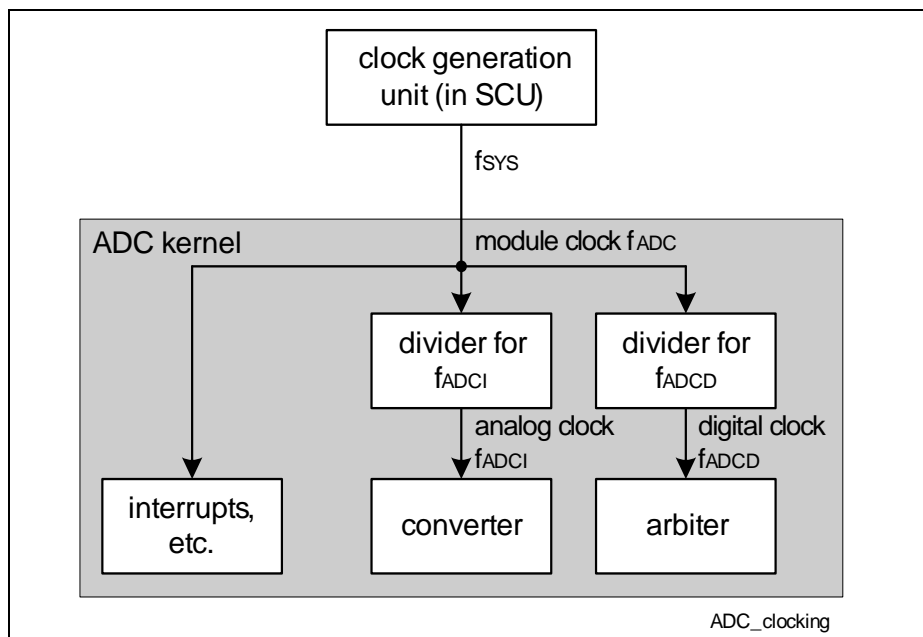 clock generation
unit (in SCU)
fSYS
ADC kernel
module clock fADC
divider for
fADCI
divider for
fADCD
analog clock
fADCI
digital clock
fADCD
interrupts,
etc.
converter
arbiter
ADC_clocking